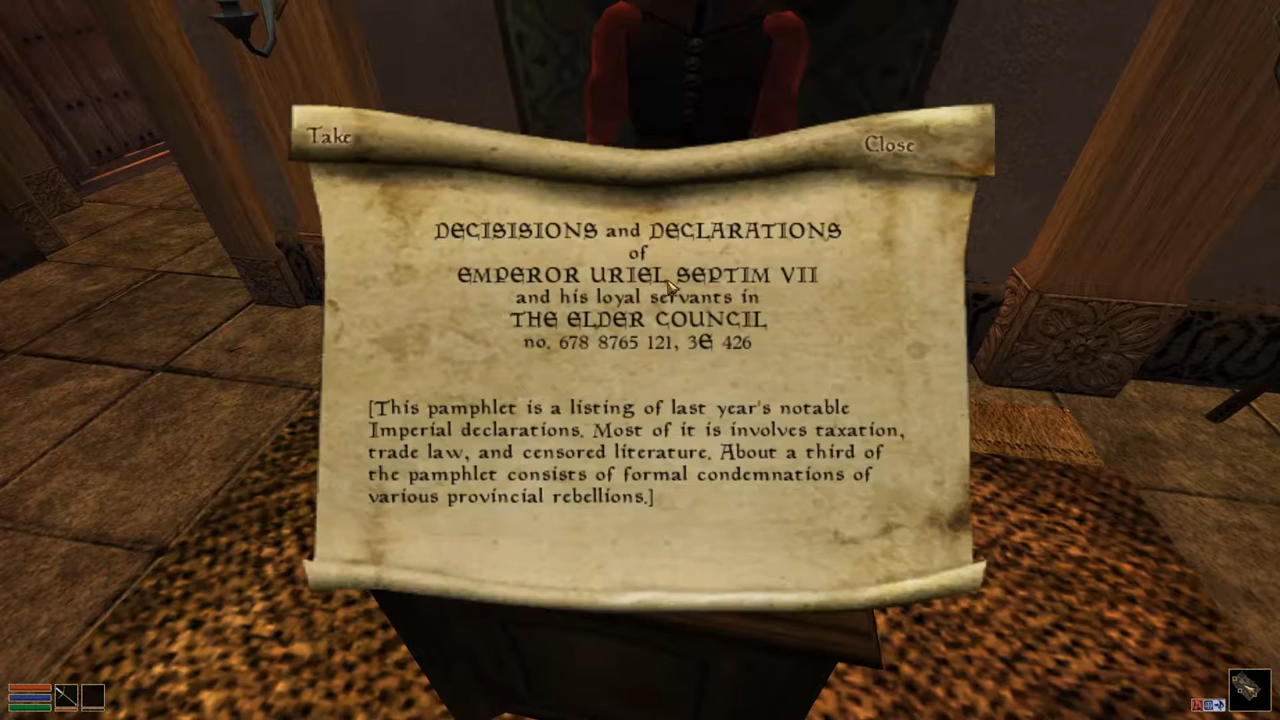 Take
Close
DECISISIONS and DECLARATIONS
of
EMPEROR URIEL SEPTIM VII
and his loyal servants in
THE ELDER COUNCIL
no. 678 8765 121, 3E 426
[This pamphlet is a listing of last year's notable
Imperial declarations. Most of it is involves taxation,
trade law, and censored literature. About a third of
the pamphlet consists of formal condemnations of
various provincial rebellions.]